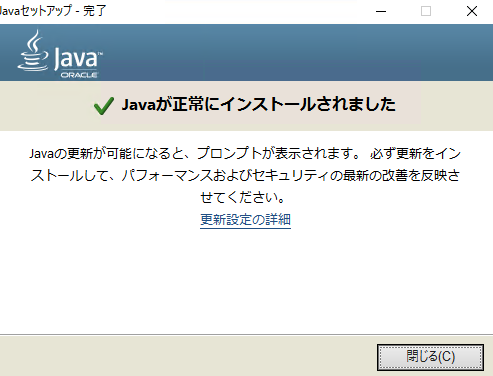 Javaセットアップ - 完了
Java™
ORACLE
Javaが正常にインストールされました
Javaの更新が可能になると、プロンプトが表示されます。 必ず更新をイン
ストールして、パフォーマンスおよびセキュリティの最新の改善を反映さ
せてください。
更新設定の詳細
閉じる(C)